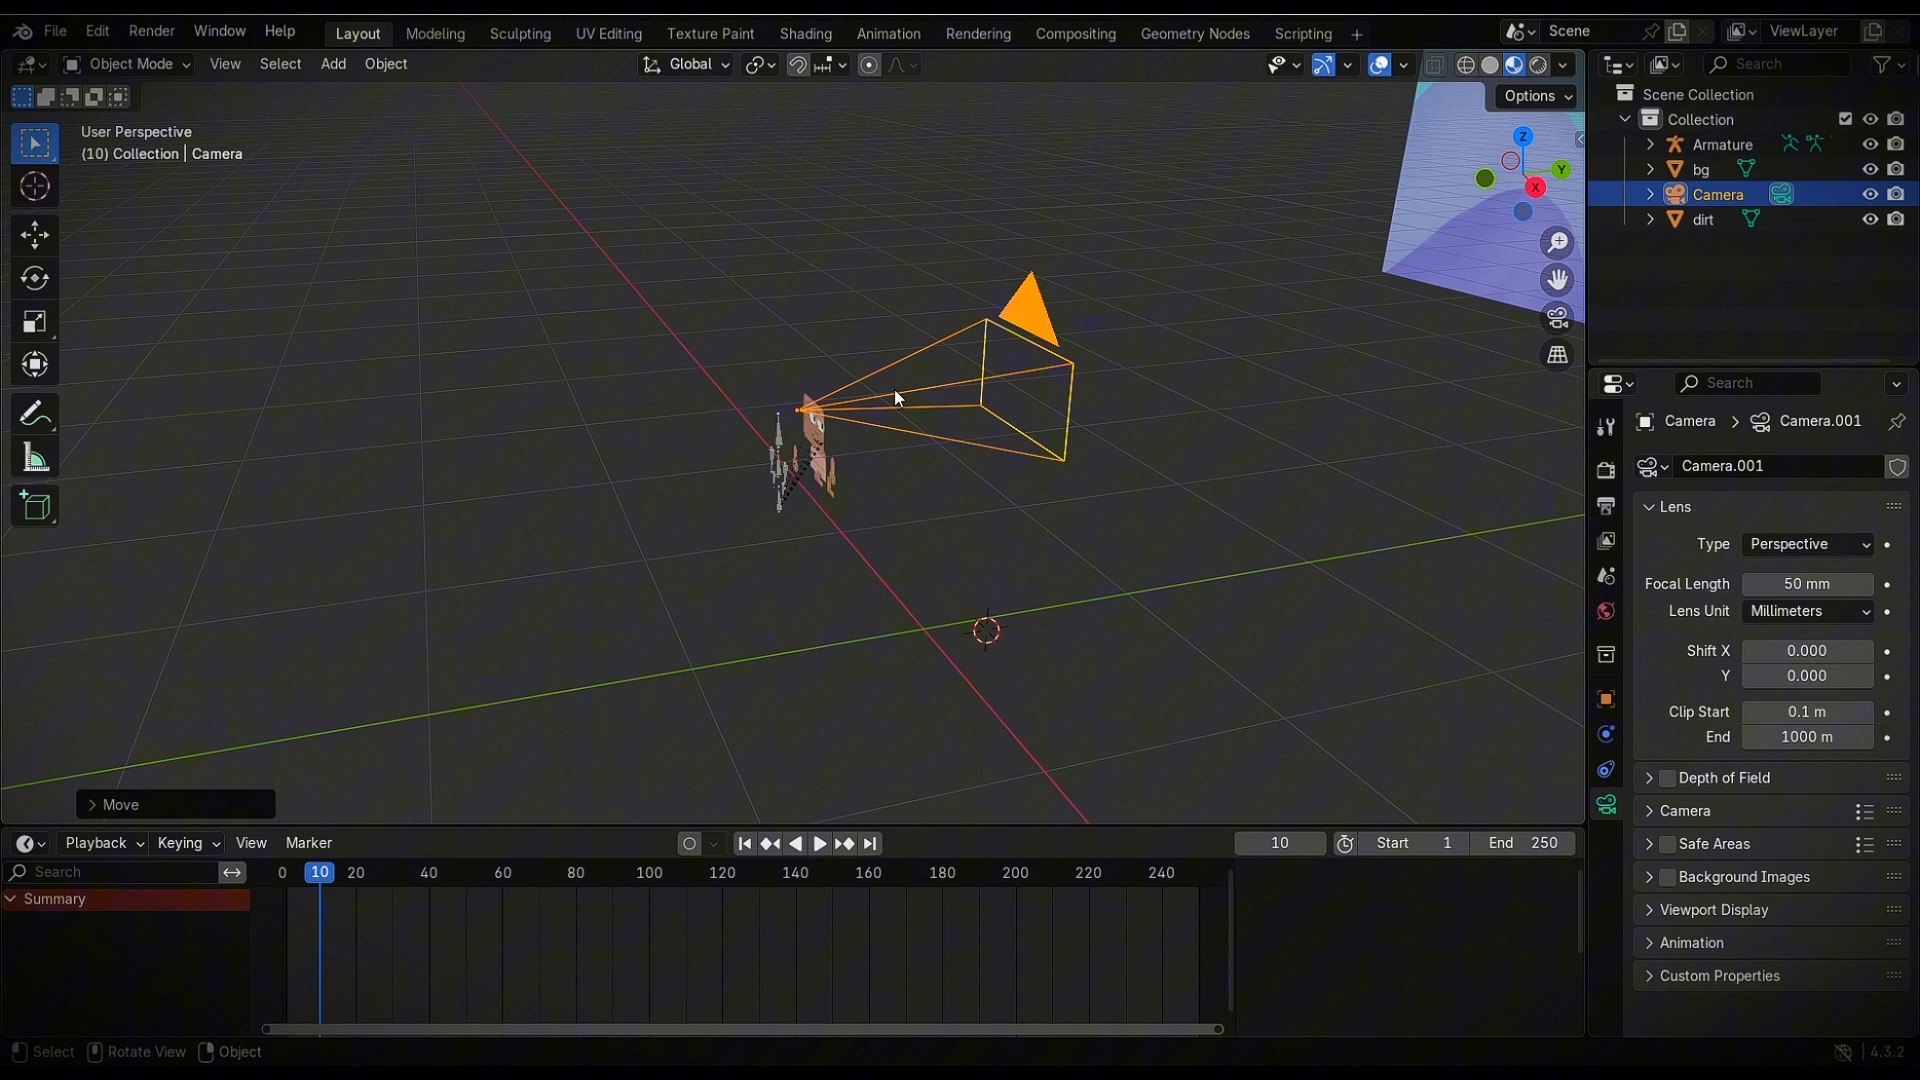 File Edit Render Window Help Layout Modeling Sculpting UV Editing Texture Paint Shading Animation Rendering Compositing Geometry Nodes Scripting + Scene ViewLayer
Object Mode View Select Add Object Global Search
Options
User Perspective
(10) Collection | Camera
Z
Y
X
Scene Collection
Collection
Armature
bg
Camera
dirt
Search
Camera > Camera.001
Camera.001
Lens
Type Perspective
Focal Length 50 mm
Lens Unit Millimeters
Shift X 0.000
Y 0.000
Clip Start 0.1 m
End 1000 m
Depth of Field
Camera
Safe Areas
Background Images
Viewport Display
Animation
Custom Properties
> Move
Playback Keying View Marker 10 Start 1 End 250
Search 0 10 20 40 60 80 100 120 140 160 180 200 220 240
Summary
Select Rotate View Object 4.3.2